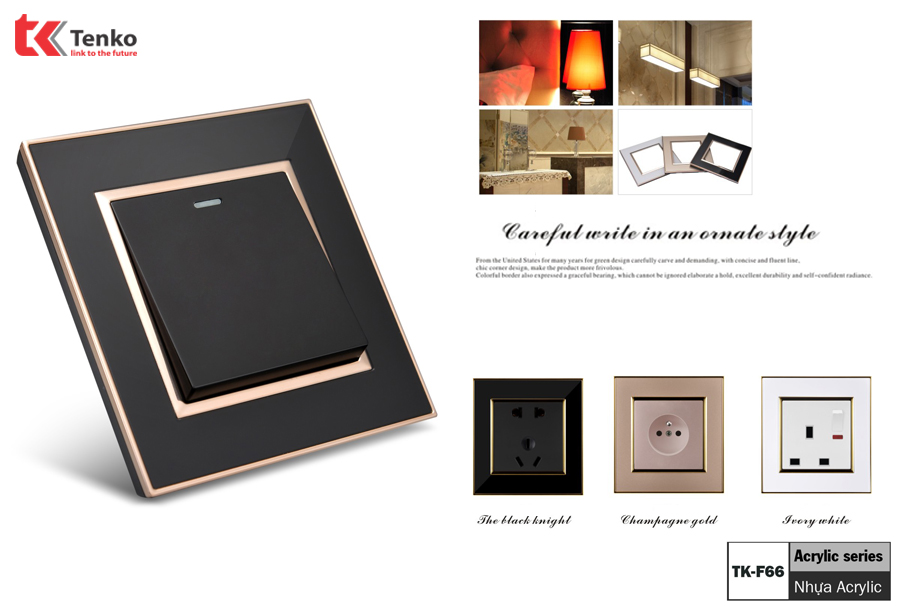 Tenko
link to the future
Careful write in an ornate style
From the United States for many years for green design carefully carve and demanding, with concise and fluent line,
chic corner design, make the product more frivolous.
Colorful border also expressed a graceful bearing, which cannot be ignored elaborate a hold, excellent durability and self-confident radiance.
The black knight
Champagne gold
Ivory white
TK-F66
Acrylic series
Nhựa Acrylic